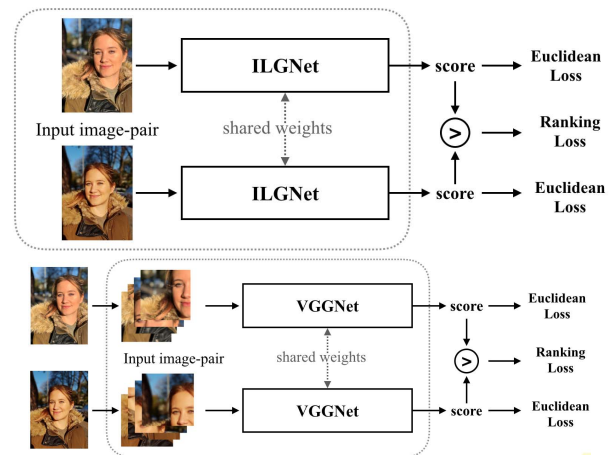 ILGNet
score
Euclidean
Loss
Input image-pair
shared weights
>
Ranking
Loss
ILGNet
score
Euclidean
Loss
VGGNet
score
Euclidean
Loss
Input image-pair
shared weights
>
Ranking
Loss
VGGNet
score
Euclidean
Loss